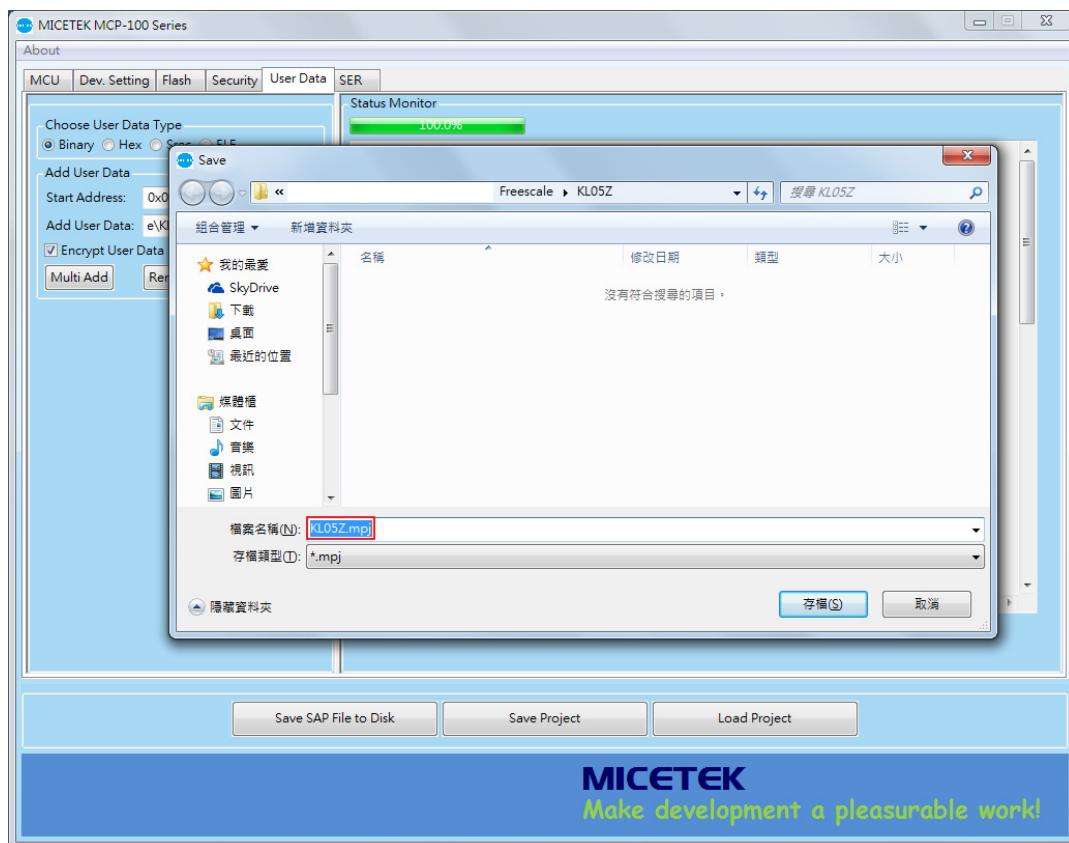 MICETEK MCP-100 Series
About
MCU Dev. Setting Flash Security User Data SER
Choose User Data Type
Binary Hex
Add User Data
Start Address: 0x0
Add User Data: e\Kl
Encrypt User Data
Multi Add Rer
Status Monitor
100.0%
Save
« Freescale KL05Z
搜尋 KL05Z
組合管理 新增資料夾
我的最愛
SkyDrive
下載
桌面
最近的位置
媒體櫃
文件
音樂
視訊
圖片
名稱 修改日期 類型 大小
沒有符合搜尋的項目。
檔案名稱(N): KL05Z.mpj
存檔類型(T): *.mpj
隱藏資料夾
存檔(S) 取消
Save SAP File to Disk Save Project Load Project
MICETEK
Make development a pleasurable work!